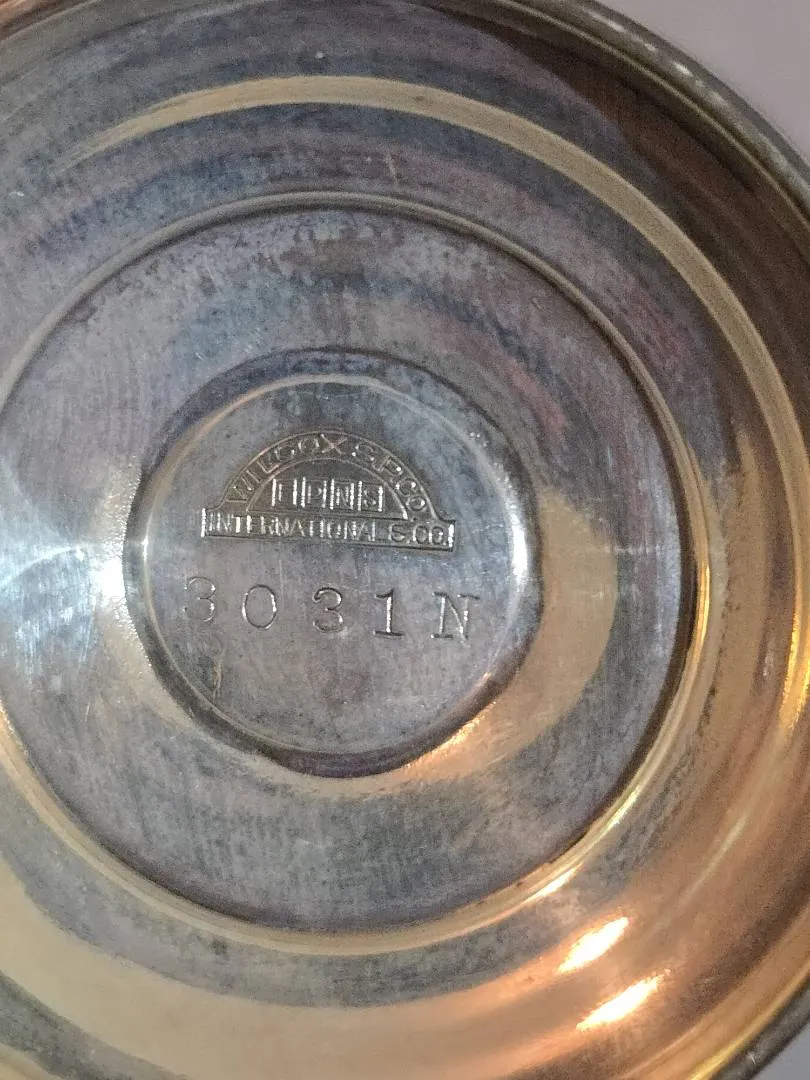 WILCOX S.P. CO
EPNS
INTERNATIONAL S. CO.
3031N